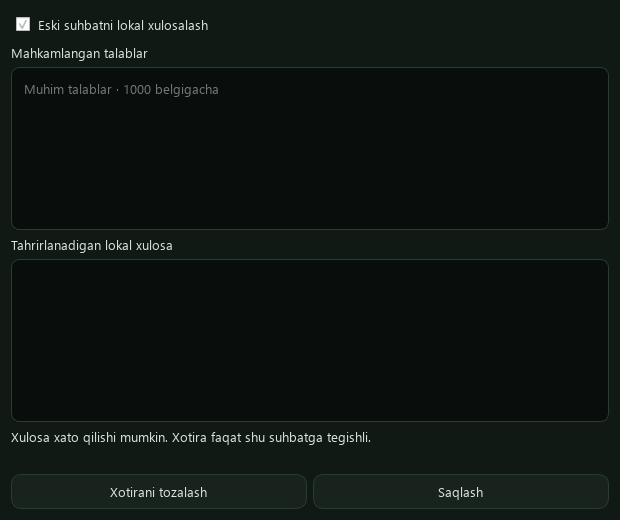 Eski suhbatni lokal xulosalash
Mahkamlangan talablar
Muhim talablar · 1000 belgigacha
Tahrirlanadigan lokal xulosa
Xulosa xato qilishi mumkin. Xotira faqat shu suhbatga tegishli.
Xotirani tozalash
Saqlash